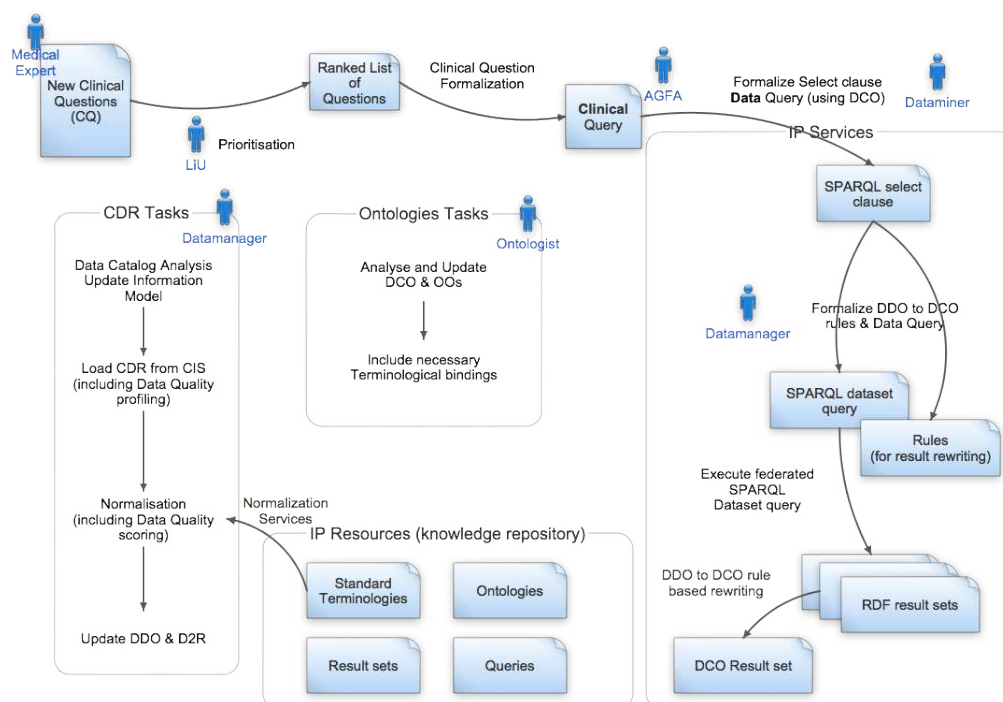 Medical
Expert
New Clinical
Questions
(CQ)
LiU
Prioritisation
Ranked List
of
Questions
Clinical Question
Formalization
Clinical
Query
AGFA
Formalize Select clause
Data Query (using DCO)
Dataminer
IP Services
SPARQL select
clause
Datamanager
Formalize DDO to DCO
rules & Data Query
SPARQL dataset
query
Rules
(for result rewriting)
Execute federated
SPARQL
Dataset query
RDF result sets
DDO to DCO rule
based rewriting
DCO Result set
CDR Tasks
Datamanager
Data Catalog Analysis
Update Information
Model
Load CDR from CIS
(including Data Quality
profiling)
Normalisation
(including Data Quality
scoring)
Update DDO & D2R
Ontologies Tasks
Ontologist
Analyse and Update
DCO & OOs
Include necessary
Terminological bindings
Normalization
Services
IP Resources (knowledge repository)
Standard
Terminologies
Ontologies
Result sets
Queries